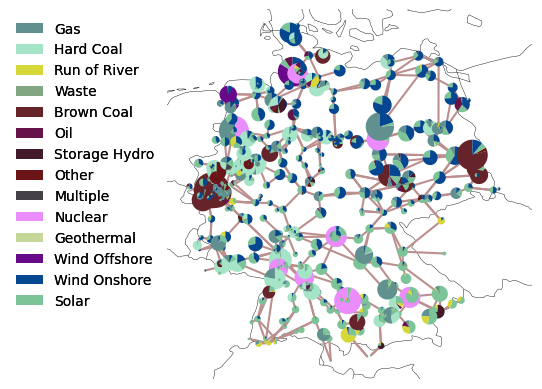 Gas
Hard Coal
Run of River
Waste
Brown Coal
Oil
Storage Hydro
Other
Multiple
Nuclear
Geothermal
Wind Offshore
Wind Onshore
Solar